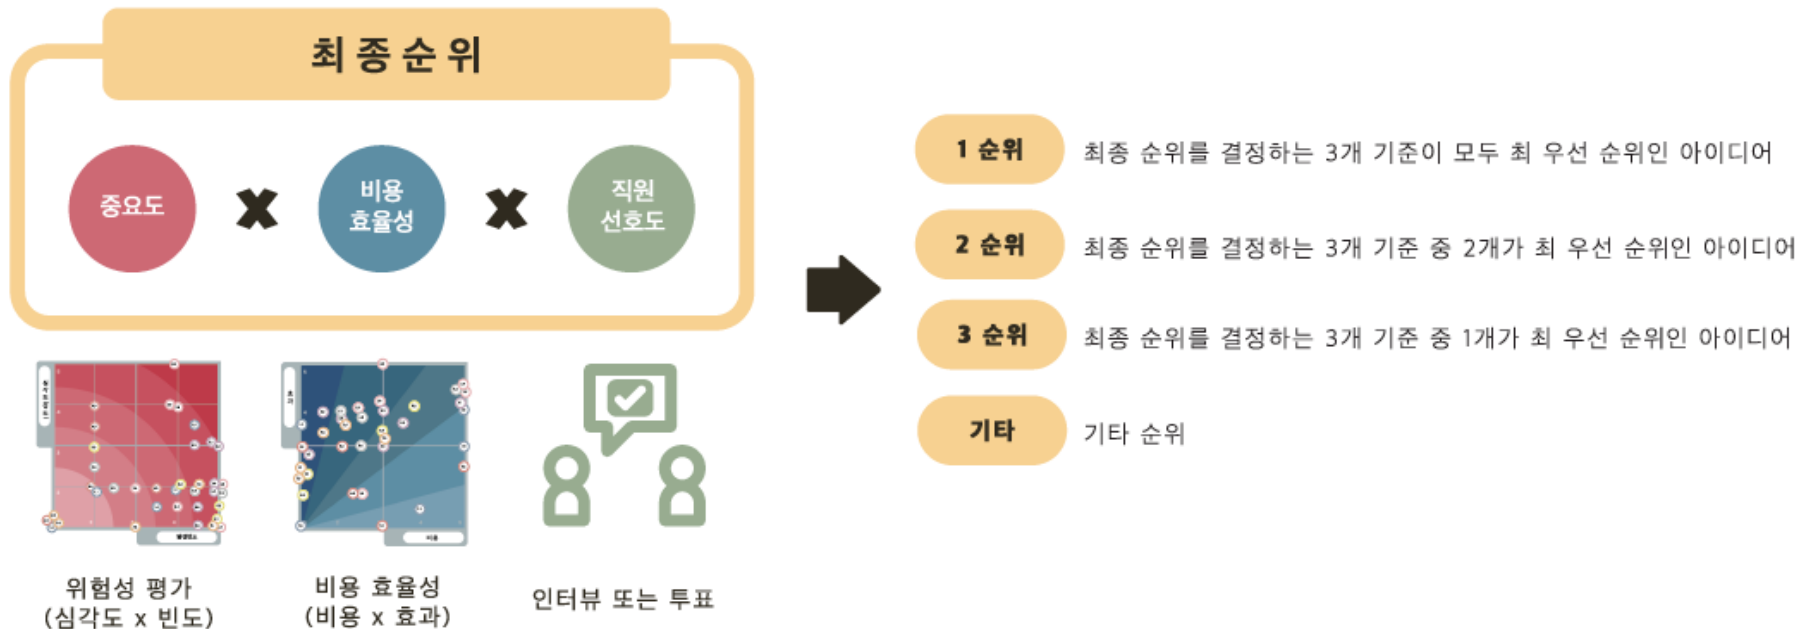 최종순위
중요도
비용
효율성
직원
선호도
1 순위
최종 순위를 결정하는 3개 기준이 모두 최 우선 순위인 아이디어
2 순위
최종 순위를 결정하는 3개 기준 중 2개가 최 우선 순위인 아이디어
3 순위
최종 순위를 결정하는 3개 기준 중 1개가 최 우선 순위인 아이디어
기타
기타 순위
효과
비용
위험성 평가
(심각도 x 빈도)
비용 효율성
(비용 x 효과)
인터뷰 또는 투표